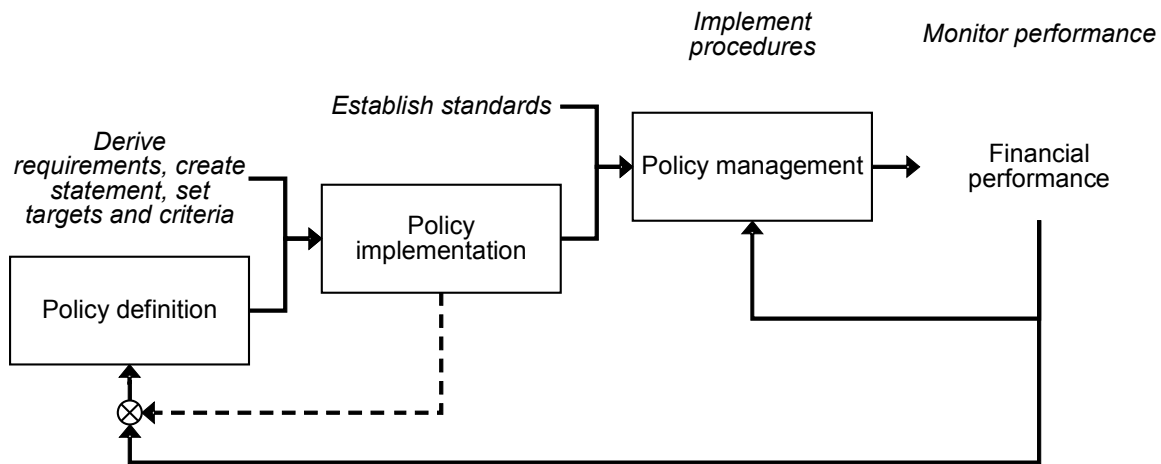 Implement
procedures
Monitor performance
Establish standards
Derive
requirements, create
statement, set
targets and criteria
Policy management
Financial
performance
Policy
implementation
Policy definition